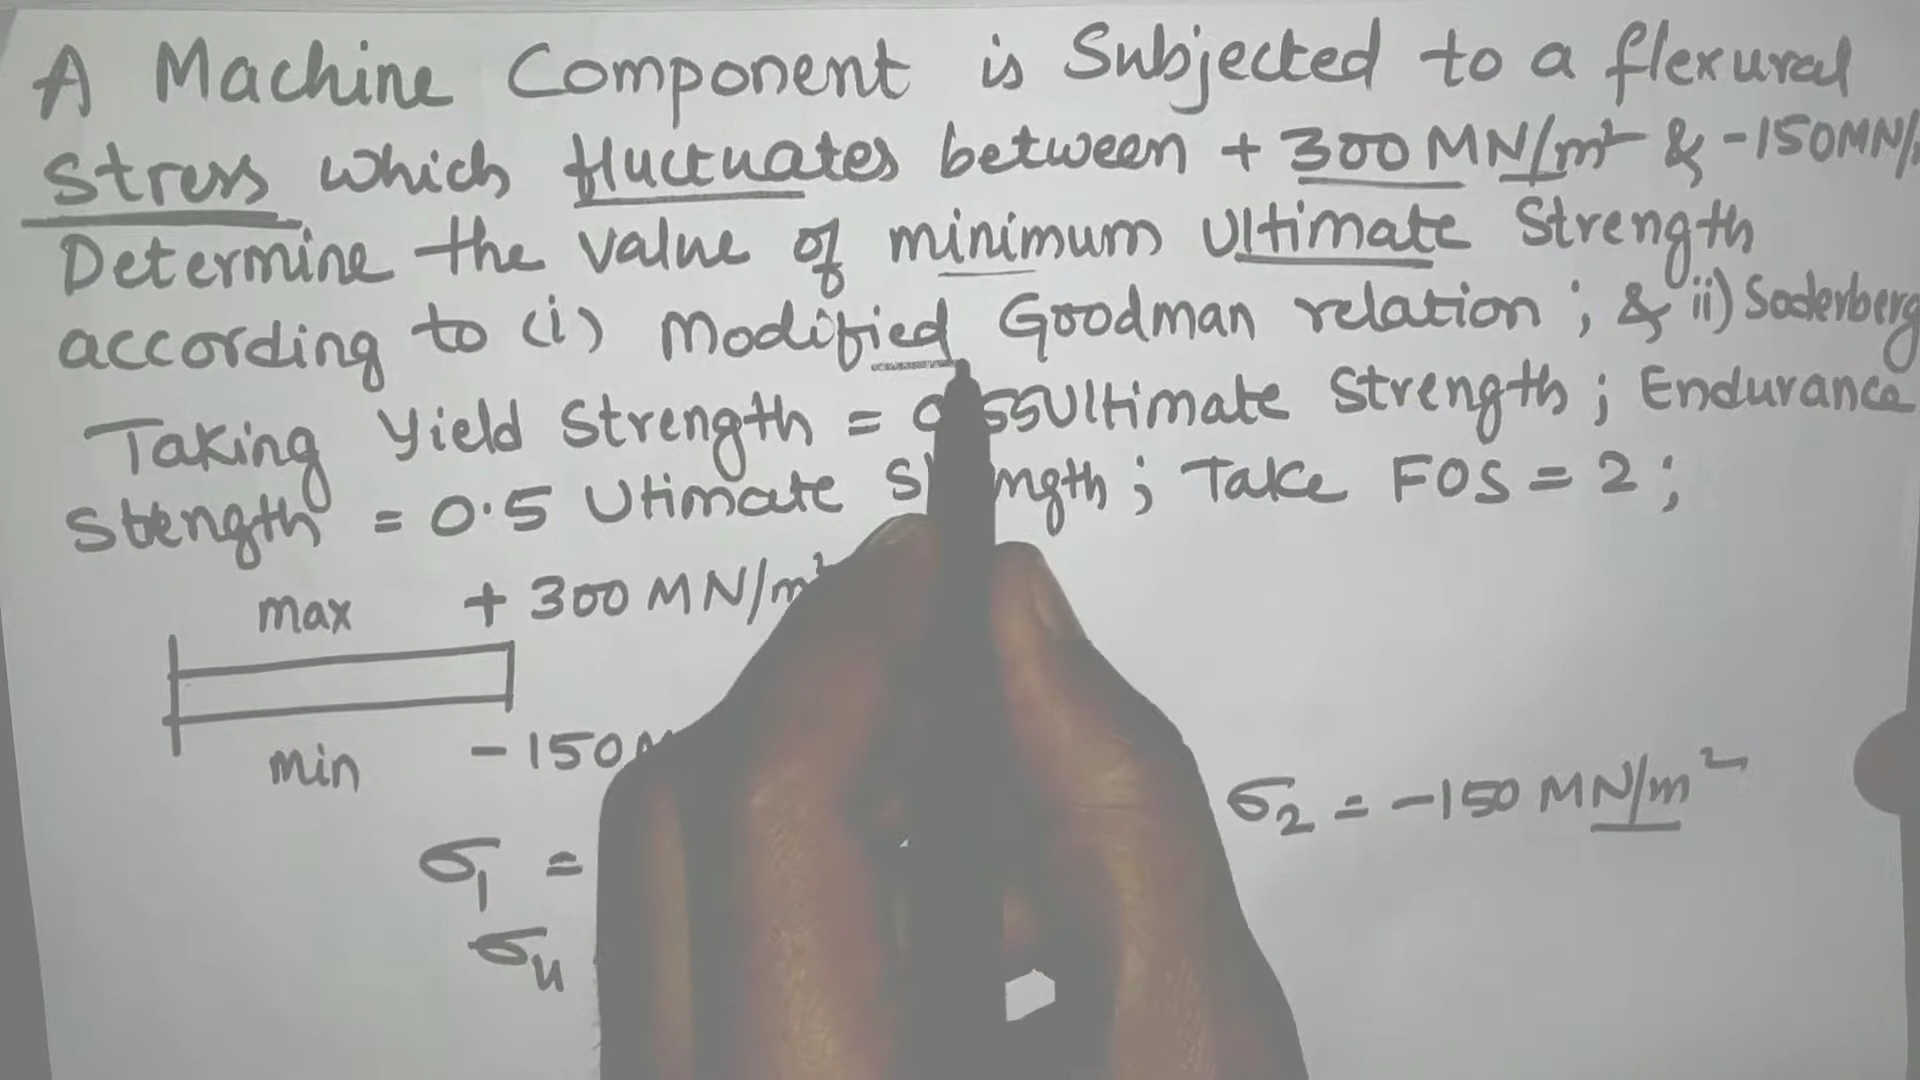 A Machine Component is Subjected to a flexural
Stress which fluctuates between + 300 MN/m² & -150MN/
Determine the value of minimum Ultimate Strength
according to (i) Modified Goodman relation ; & ii) Soderberg
Taking Yield Strength = Ultimate Strength ; Endurance
Strength = 0.5 Utimate ; Take FOS = 2 ;
max + 300 MN/m²
min - 150
σ₂ = -150 MN/m²
σ₁ =
σu